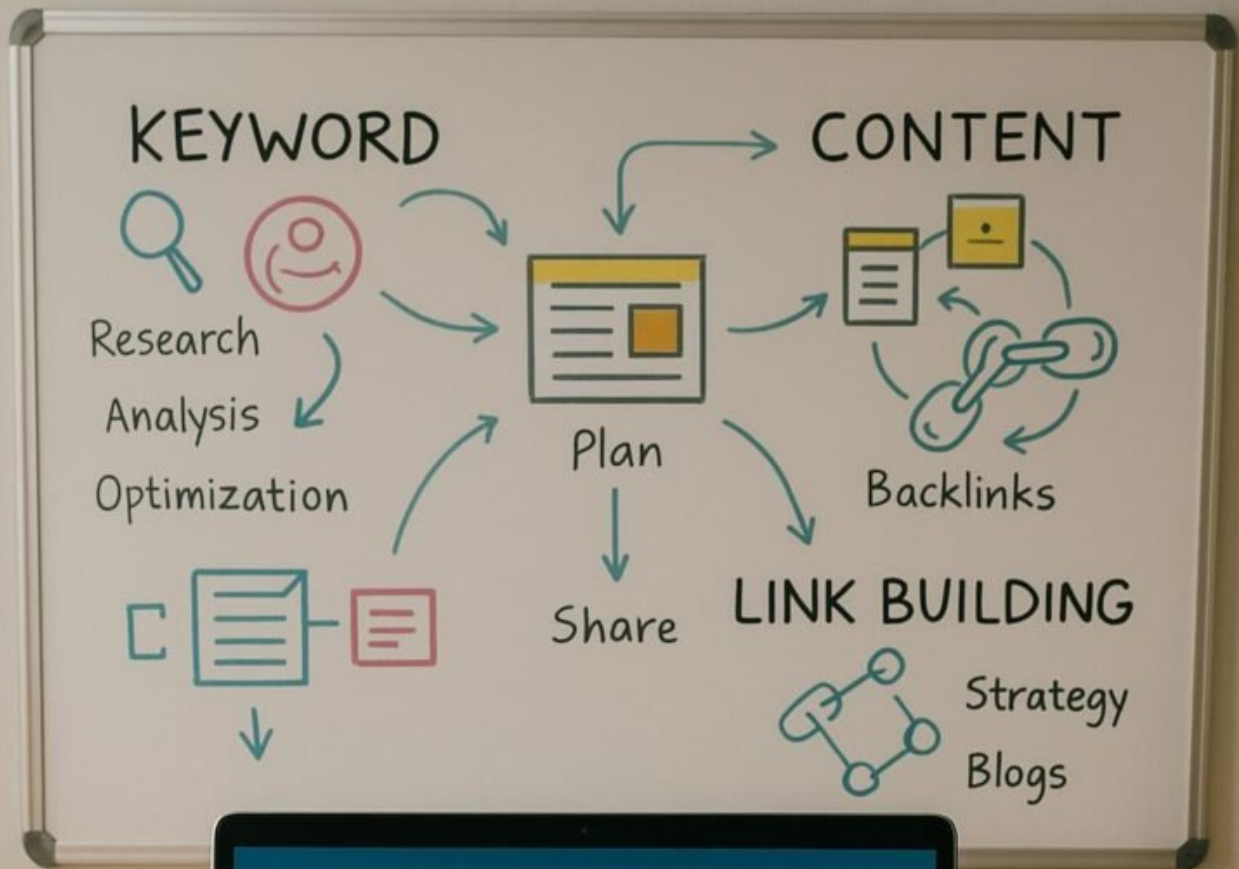 KEYWORD
Research
Analysis
Optimization
Plan
Share
CONTENT
Backlinks
LINK BUILDING
Strategy
Blogs